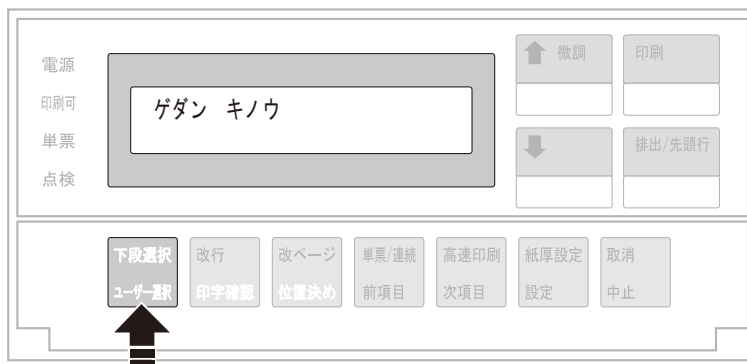 電源
印刷可
単票
点検
ゲダン キノウ
微調
印刷
排出/先頭行
下段選択
ユーザー選択
改行
印字確認
改ページ
位置決め
単票/連続
前項目
高速印刷
次項目
紙厚設定
設定
取消
中止